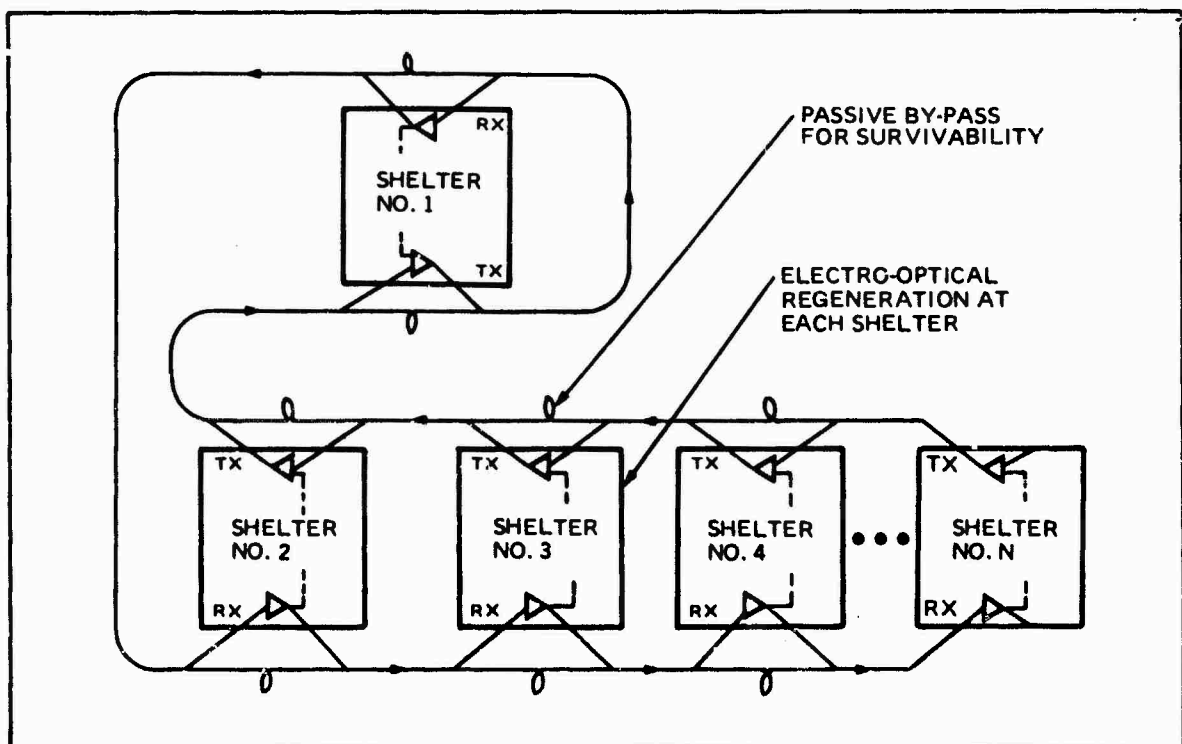 RX
SHELTER
NO. 1
TX
PASSIVE BY-PASS
FOR SURVIVABILITY
ELECTRO-OPTICAL
REGENERATION AT
EACH SHELTER
TX
SHELTER
NO. 2
RX
TX
SHELTER
NO. 3
RX
TX
SHELTER
NO. 4
RX
TX
SHELTER
NO. N
RX